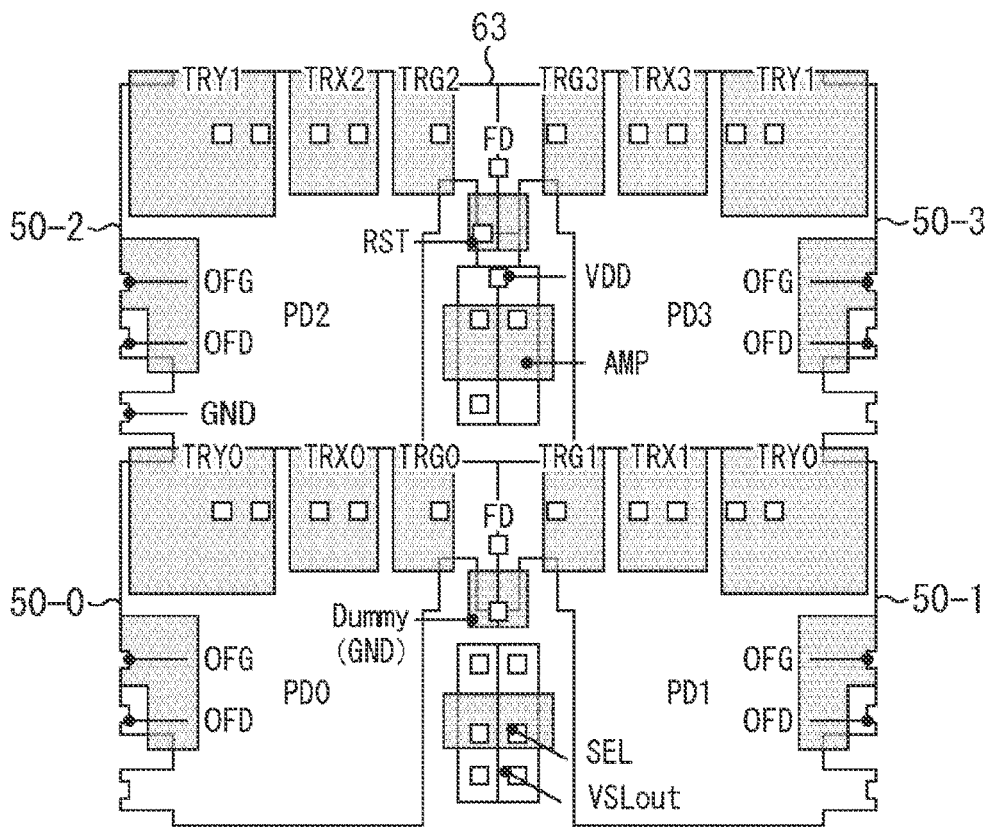 63
TRY1 TRX2 TRG2 TRG3 TRX3 TRY1
FD
50-2 50-3
RST
OFG VDD OFG
PD2 PD3
OFD OFD
AMP
GND
TRY0 TRX0 TRG0 TRG1 TRX1 TRY0
FD
50-0 50-1
Dummy
(GND)
OFG OFG
PD0 PD1
OFD OFD
SEL
VSLout